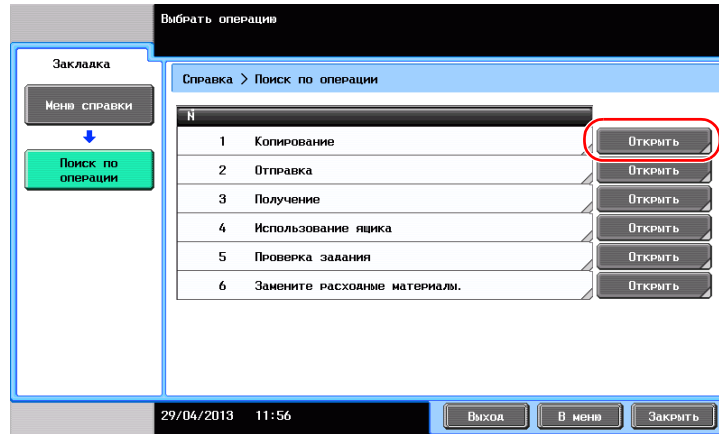 Выбрать операцию
Закладка
Меню справки
Поиск по
операции
Справка > Поиск по операции
N
1 Копирование Открыть
2 Отправка Открыть
3 Получение Открыть
4 Использование ящика Открыть
5 Проверка задания Открыть
6 Замените расходные материалы. Открыть
29/04/2013 11:56 Выход В меню Закрыть